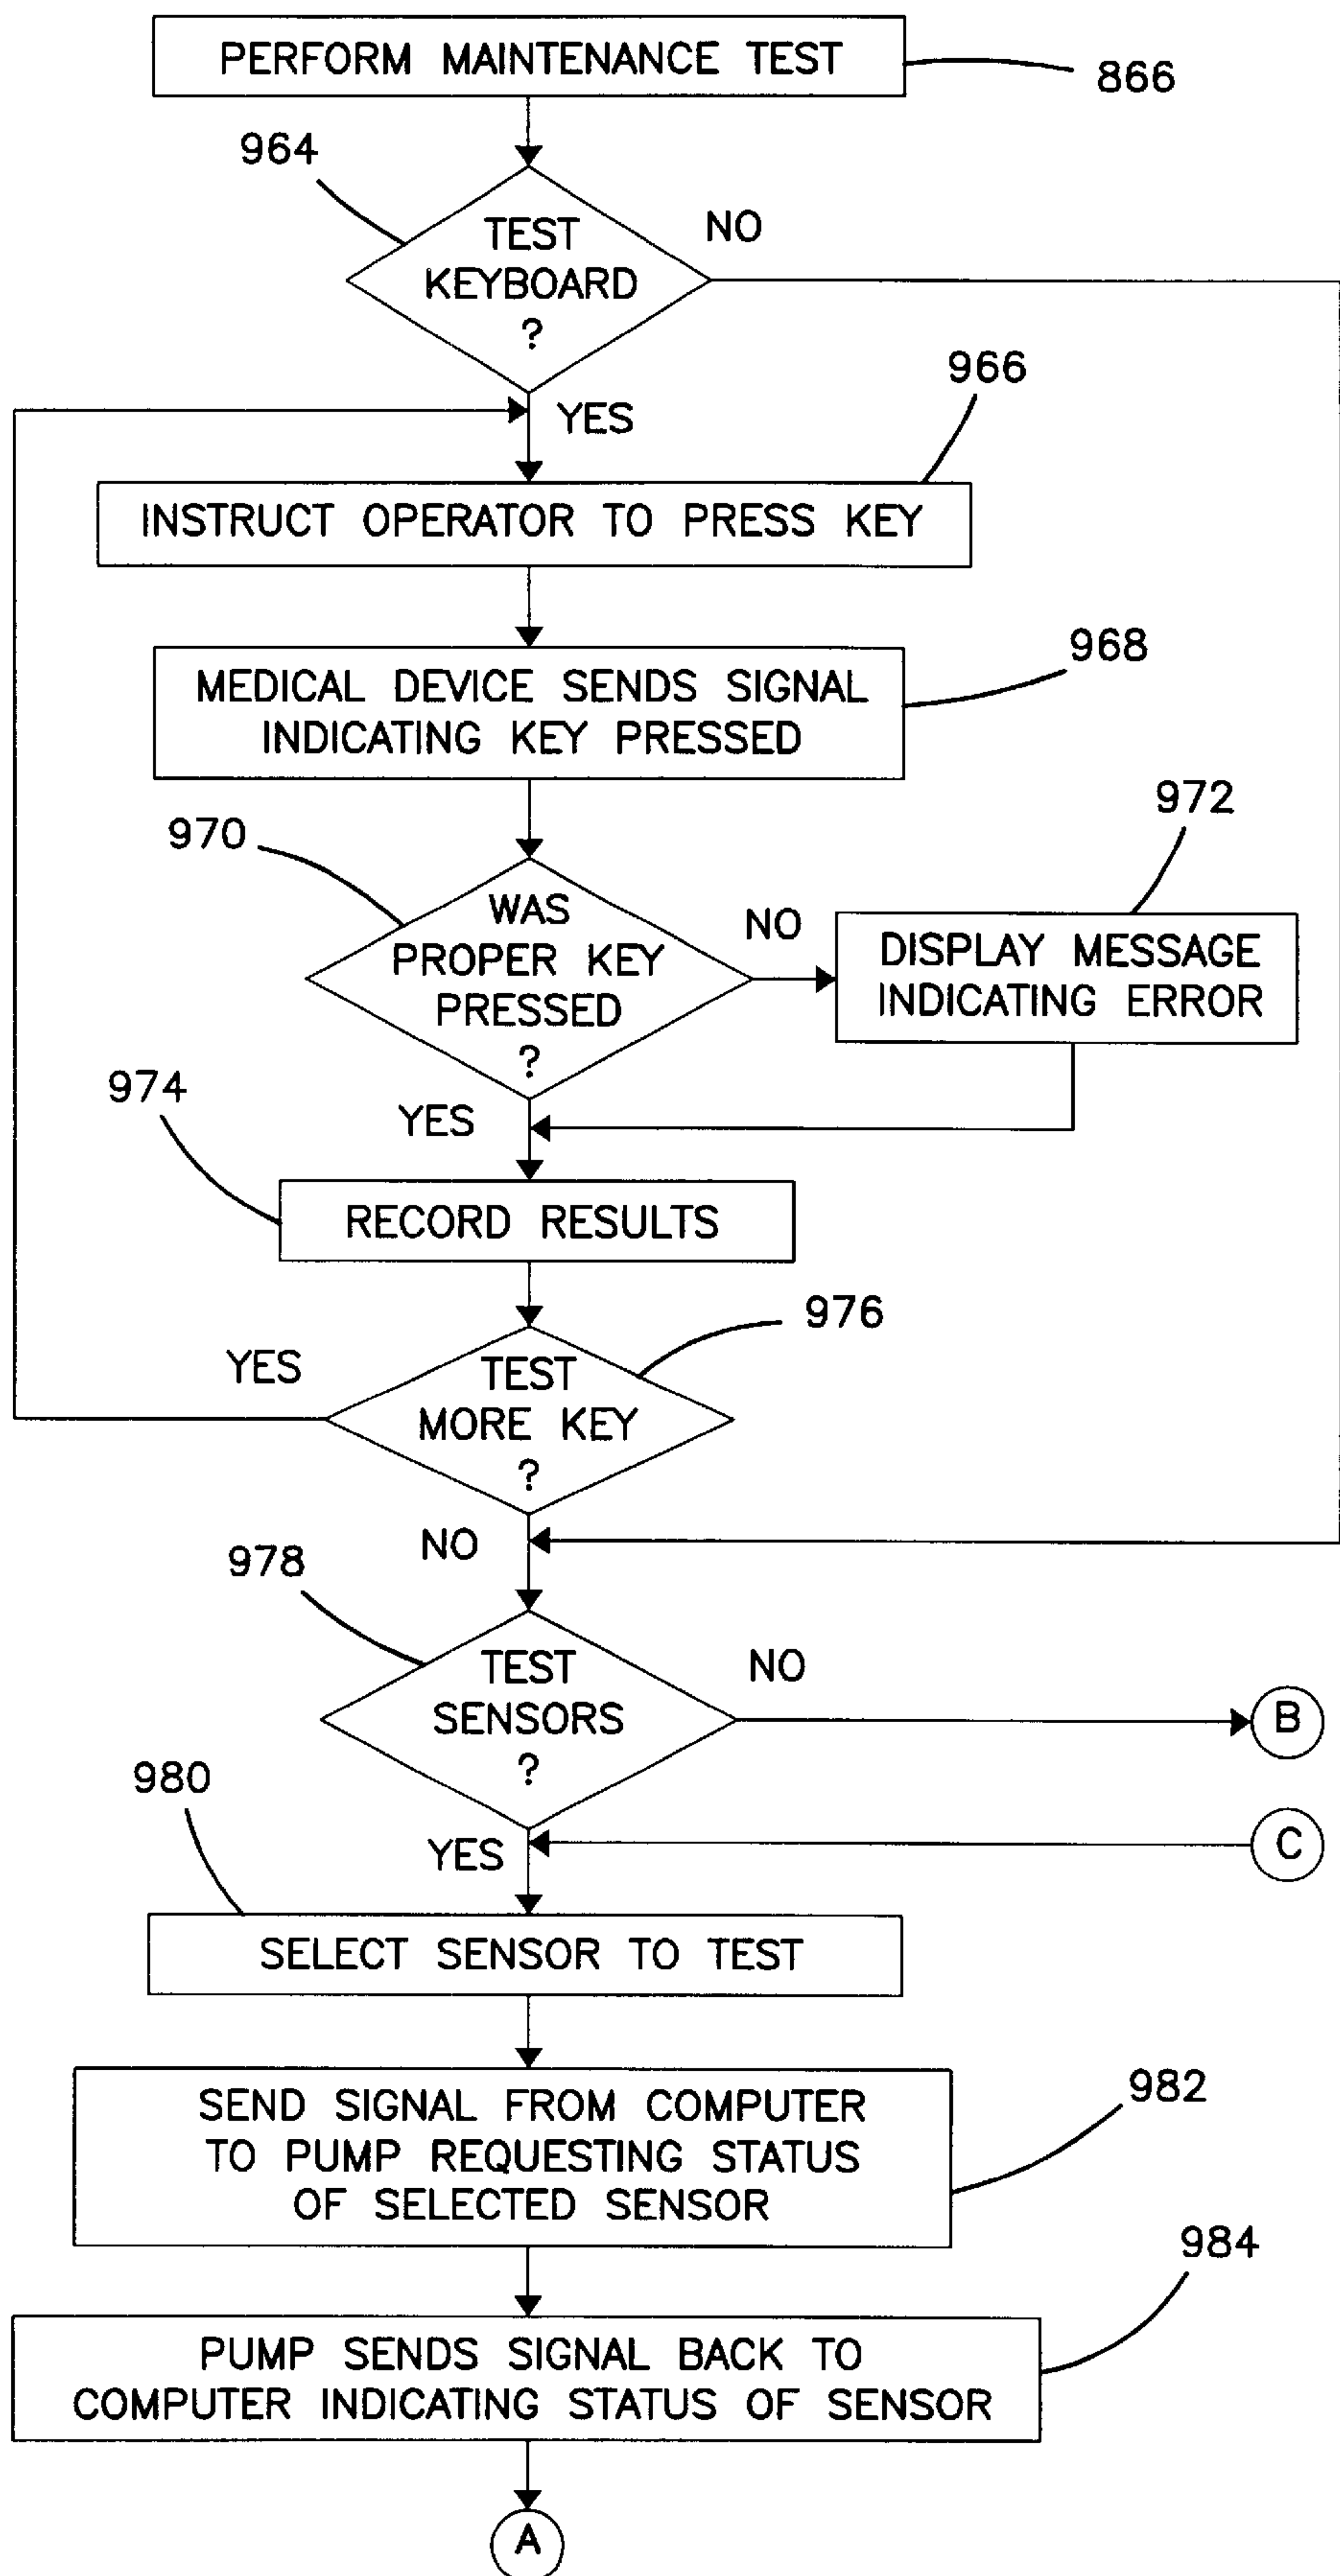 PERFORM MAINTENANCE TEST
866
964
TEST
KEYBOARD
?
NO
YES
966
INSTRUCT OPERATOR TO PRESS KEY
968
MEDICAL DEVICE SENDS SIGNAL
INDICATING KEY PRESSED
970
WAS
PROPER KEY
PRESSED
?
NO
972
DISPLAY MESSAGE
INDICATING ERROR
YES
974
RECORD RESULTS
976
TEST
MORE KEY
?
YES
NO
978
TEST
SENSORS
?
NO
B
YES
C
980
SELECT SENSOR TO TEST
982
SEND SIGNAL FROM COMPUTER
TO PUMP REQUESTING STATUS
OF SELECTED SENSOR
984
PUMP SENDS SIGNAL BACK TO
COMPUTER INDICATING STATUS OF SENSOR
A